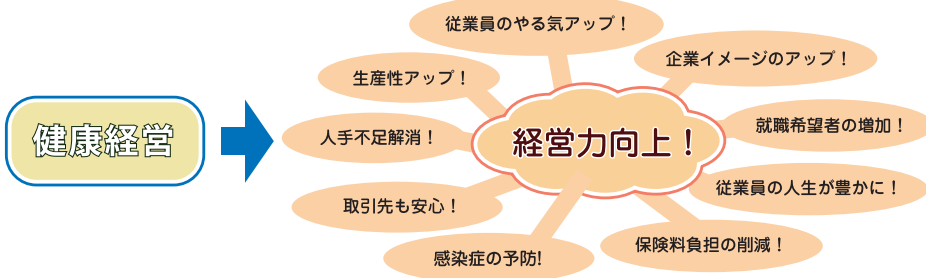 健康経営
経営力向上！
従業員のやる気アップ！
企業イメージのアップ！
生産性アップ！
就職希望者の増加！
人手不足解消！
従業員の人生が豊かに！
取引先も安心！
保険料負担の削減！
感染症の予防!